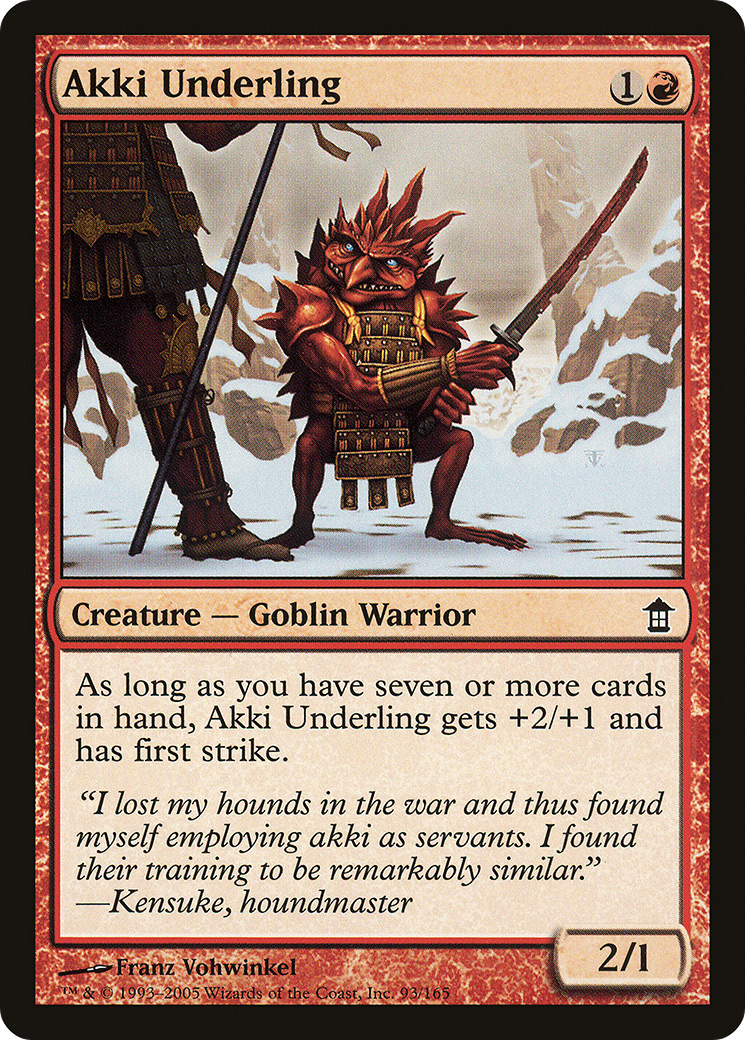 Akki Underling
1
Creature — Goblin Warrior
As long as you have seven or more cards
in hand, Akki Underling gets +2/+1 and
has first strike.
“I lost my hounds in the war and thus found
myself employing akki as servants. I found
their training to be remarkably similar.”
—Kensuke, houndmaster
2/1
Franz Vohwinkel
™ & © 1993–2005 Wizards of the Coast, Inc. 93/165